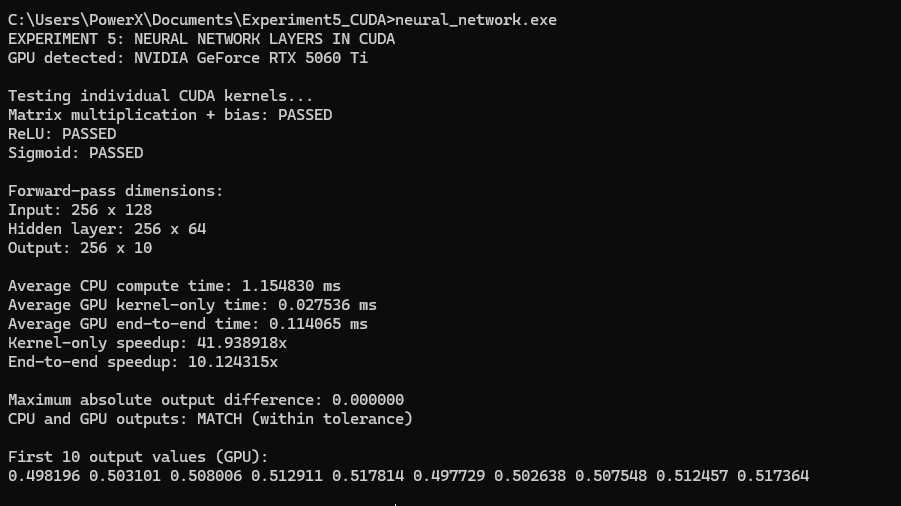 C:\Users\PowerX\Documents\Experiment5_CUDA>neural_network.exe
EXPERIMENT 5: NEURAL NETWORK LAYERS IN CUDA
GPU detected: NVIDIA GeForce RTX 5060 Ti
Testing individual CUDA kernels...
Matrix multiplication + bias: PASSED
ReLU: PASSED
Sigmoid: PASSED
Forward-pass dimensions:
Input: 256 x 128
Hidden layer: 256 x 64
Output: 256 x 10
Average CPU compute time: 1.154830 ms
Average GPU kernel-only time: 0.027536 ms
Average GPU end-to-end time: 0.114065 ms
Kernel-only speedup: 41.938918x
End-to-end speedup: 10.124315x
Maximum absolute output difference: 0.000000
CPU and GPU outputs: MATCH (within tolerance)
First 10 output values (GPU):
0.498196 0.503101 0.508006 0.512911 0.517814 0.497729 0.502638 0.507548 0.512457 0.517364